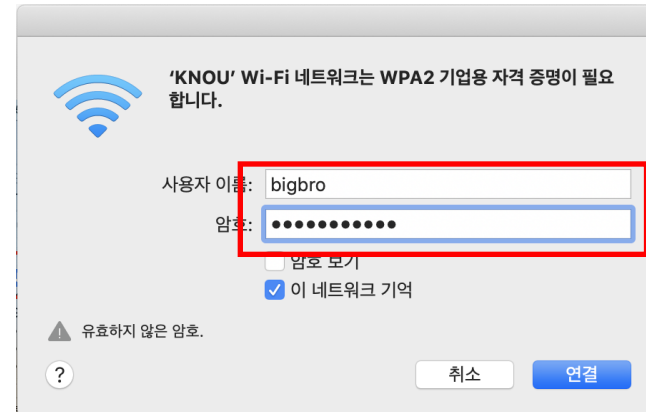 'KNOU' Wi-Fi 네트워크는 WPA2 기업용 자격 증명이 필요
합니다.
사용자 이름: bigbro
암호: ●●●●●●●●●●●
암호 보기
이 네트워크 기억
유효하지 않은 암호.
? 취소 연결